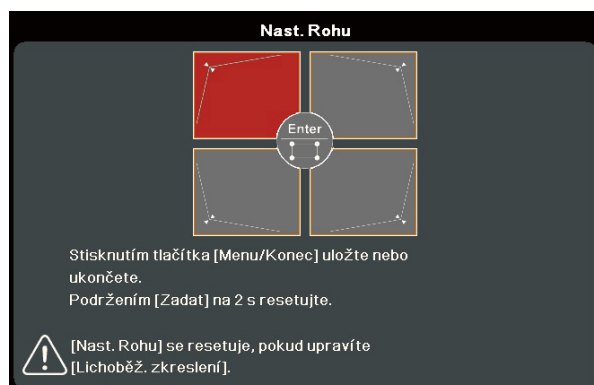 Nast. Rohu
Enter
Stisknutím tlačítka [Menu/Konec] uložte nebo
ukončete.
Podržením [Zadat] na 2 s resetujte.
[Nast. Rohu] se resetuje, pokud upravíte
[Lichoběž. zkreslení].